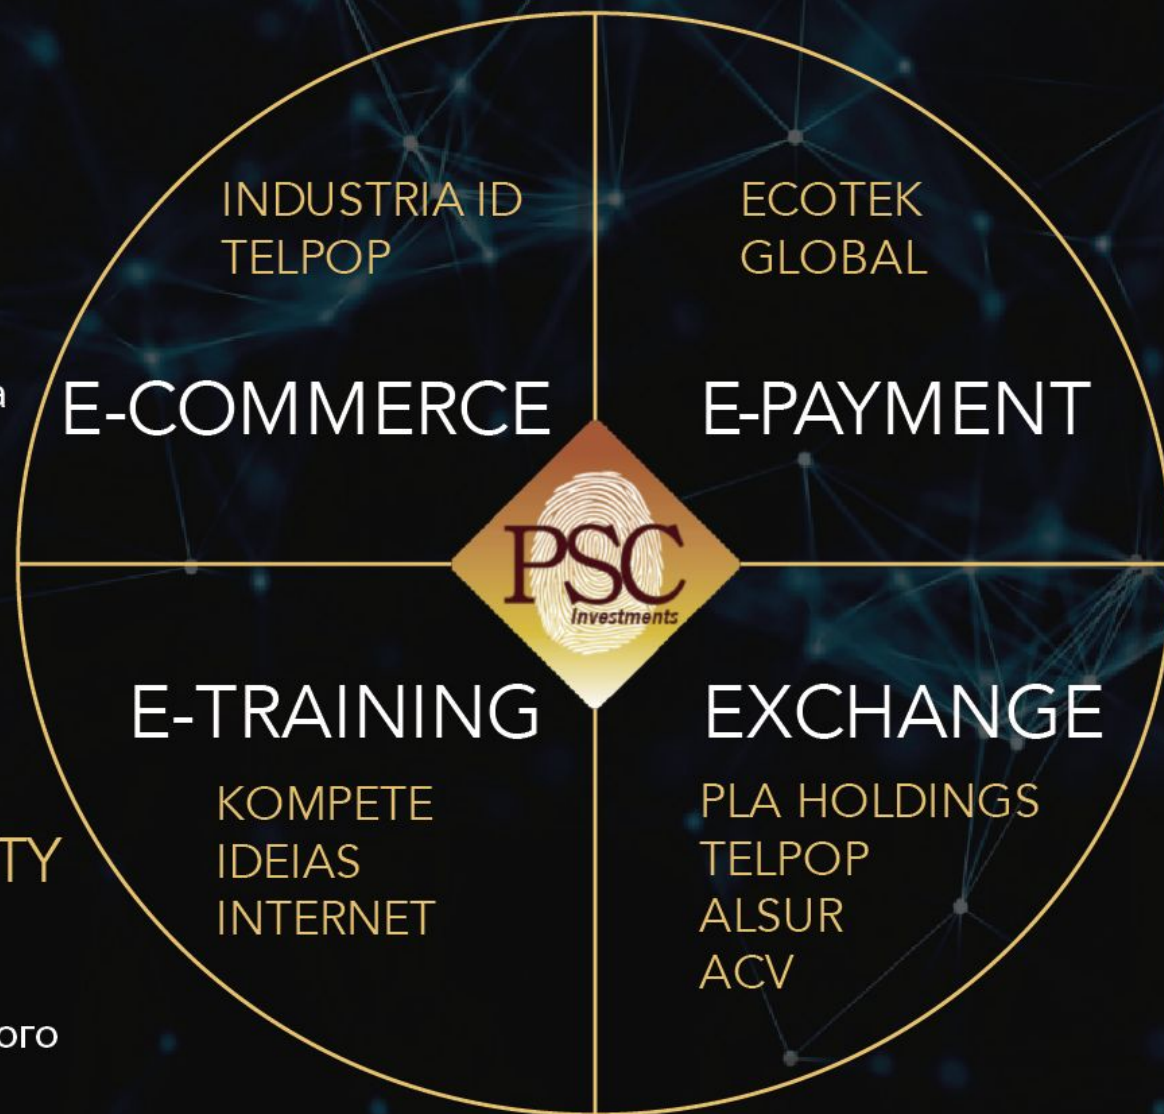 INDUSTRIA ID
TELPOP
ECOTEK
GLOBAL
а
E-COMMERCE
E-PAYMENT
PSC
Investments
E-TRAINING
EXCHANGE
KOMPETE
IDEIAS
INTERNET
PLA HOLDINGS
TELPOP
ALSUR
ACV
TY
ого